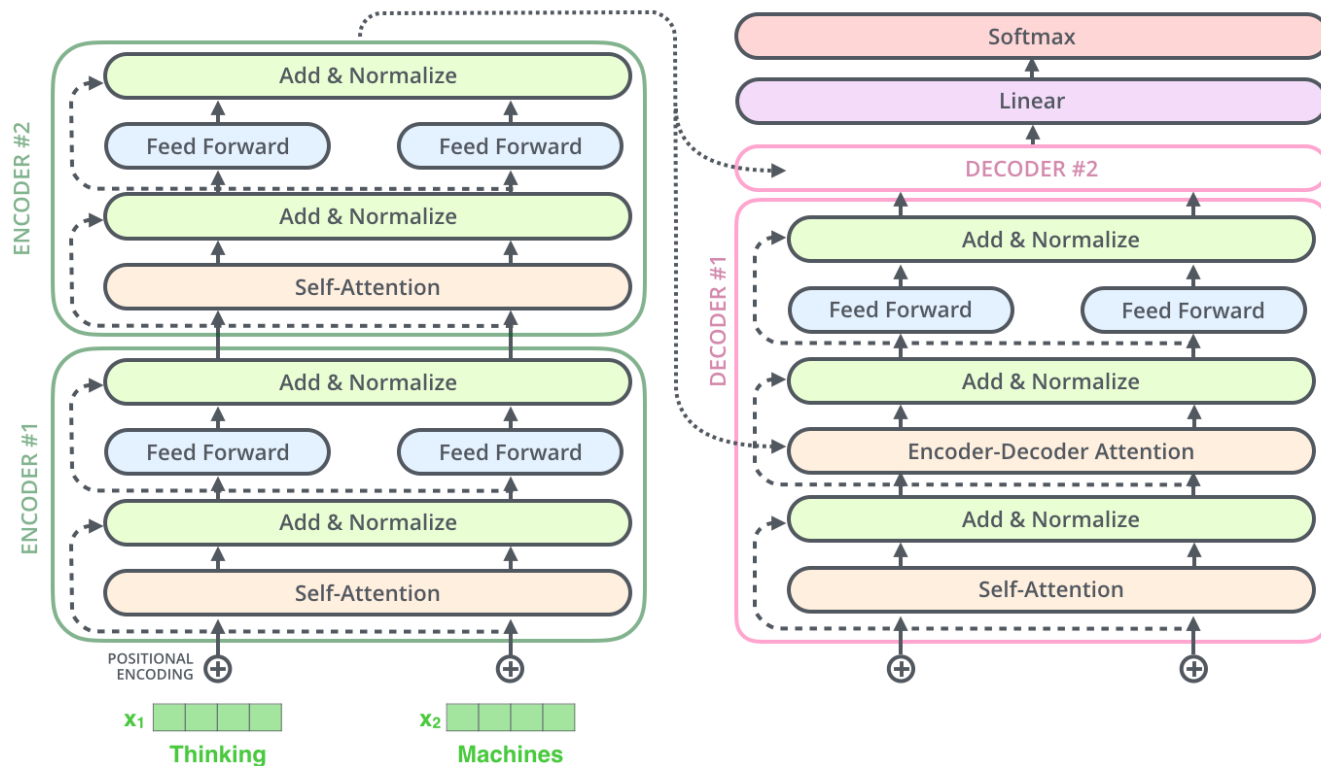 ENCODER #2
Add & Normalize
Feed Forward
Feed Forward
Add & Normalize
Self-Attention
ENCODER #1
Add & Normalize
Feed Forward
Feed Forward
Add & Normalize
Self-Attention
POSITIONAL
ENCODING
x₁
x₂
Thinking
Machines
Softmax
Linear
DECODER #2
DECODER #1
Add & Normalize
Feed Forward
Feed Forward
Add & Normalize
Encoder-Decoder Attention
Add & Normalize
Self-Attention